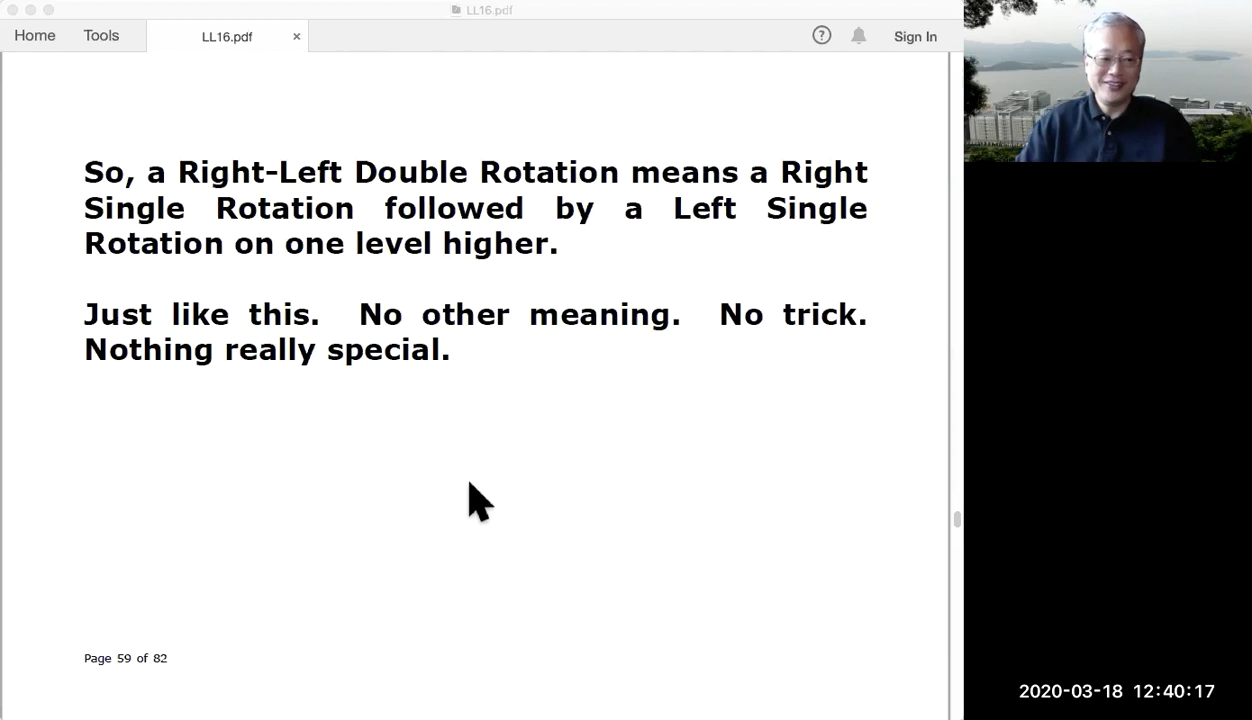 LL16.pdf
Home Tools LL16.pdf × ? Sign In
So, a Right-Left Double Rotation means a Right
Single Rotation followed by a Left Single
Rotation on one level higher.
Just like this. No other meaning. No trick.
Nothing really special.
Page 59 of 82
2020-03-18 12:40:17